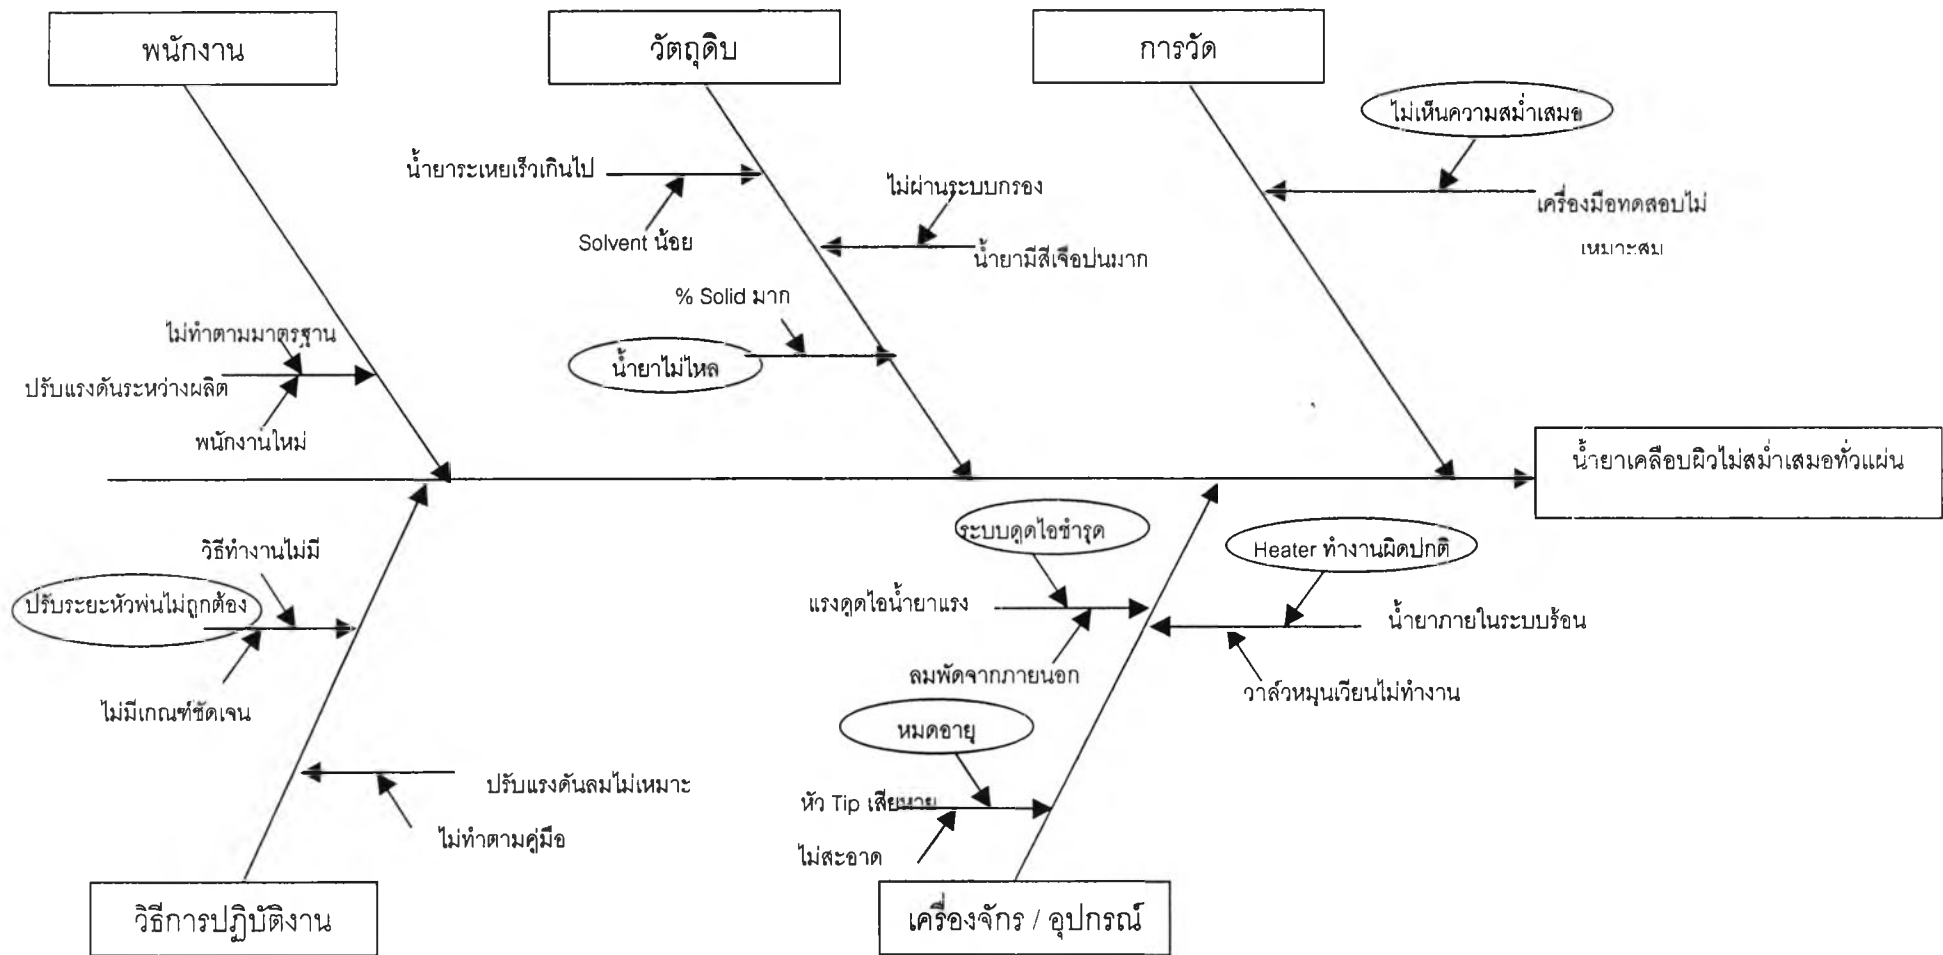 พนักงาน
วัตถุดิบ
การวัด
ไม่เห็นความสม่ำเสมอ
น้ำยาระเหยเร็วเกินไป
ไม่ผ่านระบบกรอง
เครื่องมือทดสอบไม่
เหมาะสม
Solvent น้อย
น้ำยามีสีเจือปนมาก
% Solid มาก
ไม่ทำตามมาตรฐาน
น้ำยาไม่ไหล
ปรับแรงดันระหว่างผลิต
พนักงานใหม่
น้ำยาเคลือบผิวไม่สม่ำเสมอทั่วแผ่น
ระบบดูดไอชำรุด
วิธีทำงานไม่มี
Heater ทำงานผิดปกติ
ปรับระยะหัวพ่นไม่ถูกต้อง
แรงดูดไอน้ำยาแรง
น้ำยาภายในระบบร้อน
ลมพัดจากภายนอก
วาล์วหมุนเวียนไม่ทำงาน
ไม่มีเกณฑ์ชัดเจน
หมดอายุ
ปรับแรงดันลมไม่เหมาะ
หัว Tip เสียหาย
ไม่ทำตามคู่มือ
ไม่สะอาด
วิธีการปฏิบัติงาน
เครื่องจักร / อุปกรณ์